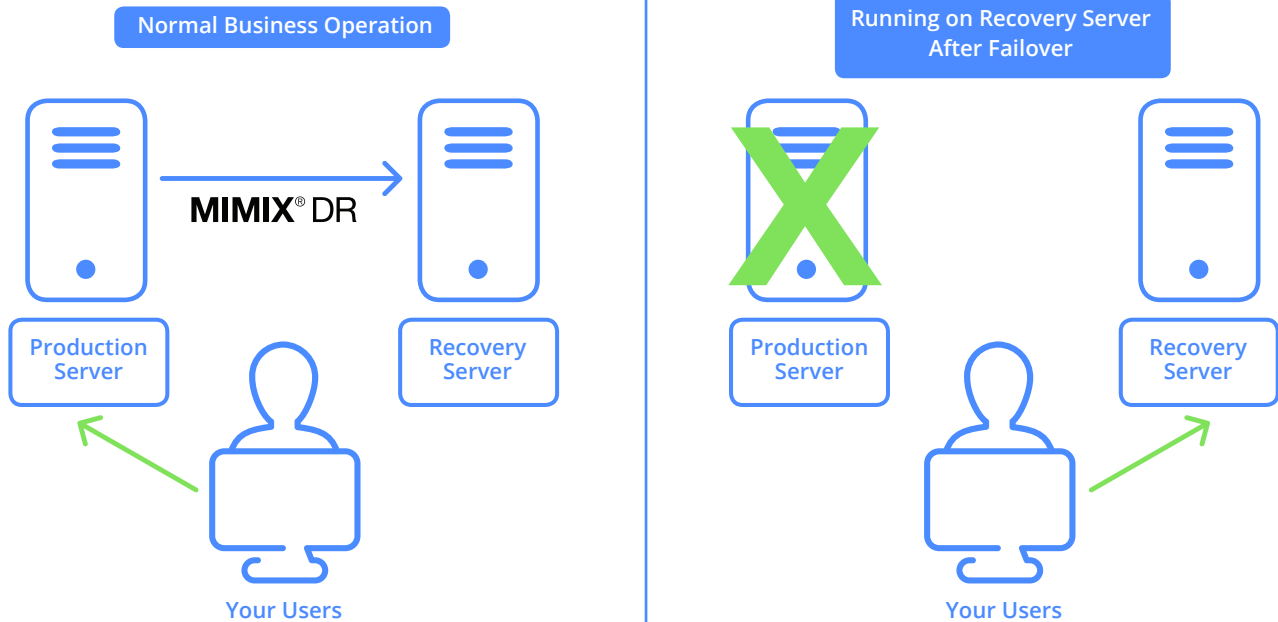 Normal Business Operation
MIMIX® DR
Production
Server
Recovery
Server
Your Users
Running on Recovery Server
After Failover
Production
Server
Recovery
Server
Your Users